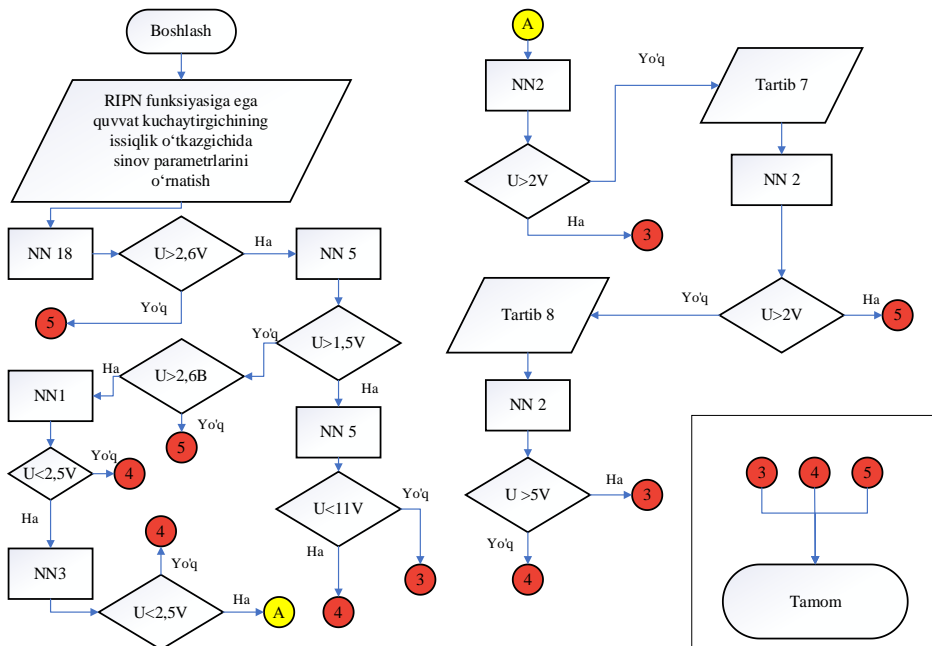 Boshlash
RIPN funksiyasiga ega
quvvat kuchaytirgichining
issiqlik o‘tkazgichida
sinov parametrlarini
o‘rnatish
NN 18
U>2,6V
Ha
NN 5
Yo'q
5
U>1,5V
Yo'q
Ha
U>2,6B
Ha
NN1
Yo'q
5
NN 5
U<2,5V
Yo'q
4
Ha
U<11V
Yo'q
Ha
3
4
NN3
4
Yo'q
U<2,5V
Ha
A
A
NN2
Yo'q
Tartib 7
U>2V
Ha
3
NN 2
U>2V
Ha
5
Yo'q
Tartib 8
NN 2
U >5V
Ha
3
Yo'q
4
3
4
5
Tamom